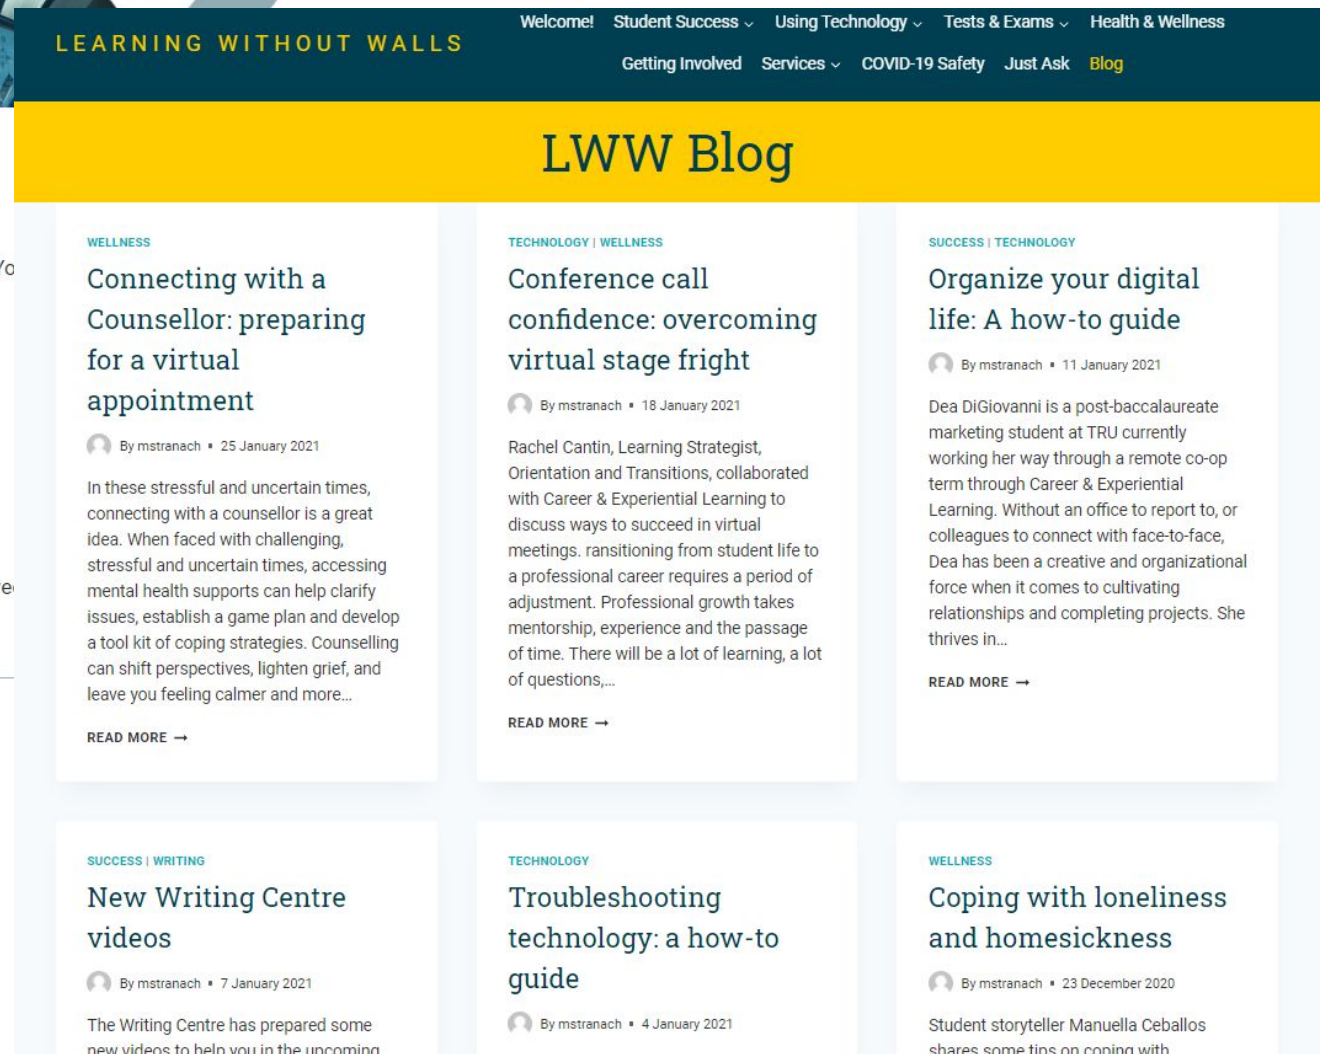 LEARNING WITHOUT WALLS
Welcome! Student Success Using Technology Tests & Exams Health & Wellness
Getting Involved Services COVID-19 Safety Just Ask Blog
LWW Blog
WELLNESS
Connecting with a
Counsellor: preparing
for a virtual
appointment
By mstranach 25 January 2021
In these stressful and uncertain times,
connecting with a counsellor is a great
idea. When faced with challenging,
stressful and uncertain times, accessing
mental health supports can help clarify
issues, establish a game plan and develop
a tool kit of coping strategies. Counselling
can shift perspectives, lighten grief, and
leave you feeling calmer and more...
READ MORE →
TECHNOLOGY | WELLNESS
Conference call
confidence: overcoming
virtual stage fright
By mstranach 18 January 2021
Rachel Cantin, Learning Strategist,
Orientation and Transitions, collaborated
with Career & Experiential Learning to
discuss ways to succeed in virtual
meetings. ransitioning from student life to
a professional career requires a period of
adjustment. Professional growth takes
mentorship, experience and the passage
of time. There will be a lot of learning, a lot
of questions,...
READ MORE →
SUCCESS | TECHNOLOGY
Organize your digital
life: A how-to guide
By mstranach 11 January 2021
Dea DiGiovanni is a post-baccalaureate
marketing student at TRU currently
working her way through a remote co-op
term through Career & Experiential
Learning. Without an office to report to, or
colleagues to connect with face-to-face,
Dea has been a creative and organizational
force when it comes to cultivating
relationships and completing projects. She
thrives in...
READ MORE →
SUCCESS | WRITING
New Writing Centre
videos
By mstranach 7 January 2021
The Writing Centre has prepared some
new videos to help you in the upcoming
TECHNOLOGY
Troubleshooting
technology: a how-to
guide
By mstranach 4 January 2021
WELLNESS
Coping with loneliness
and homesickness
By mstranach 23 December 2020
Student storyteller Manuella Ceballos
shares some tips on coping with